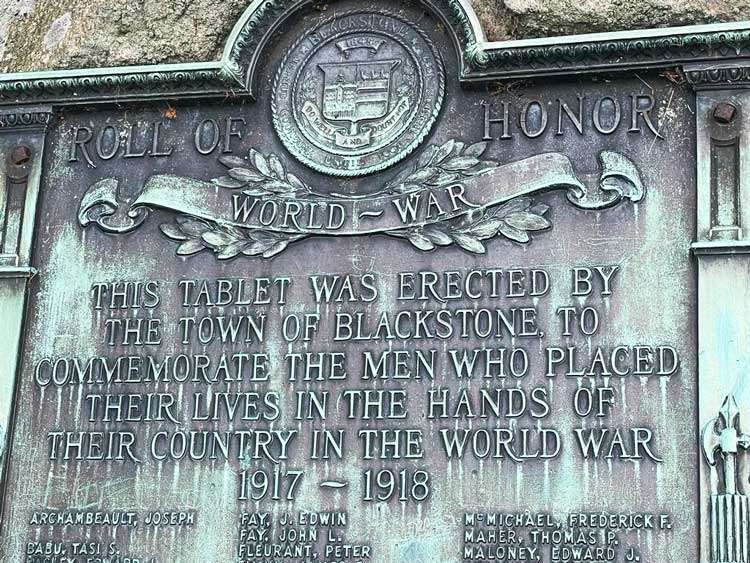 BLACKSTONE
1845
ROLL OF HONOR
WORLD ~ WAR
THIS TABLET WAS ERECTED BY
THE TOWN OF BLACKSTONE, TO
COMMEMORATE THE MEN WHO PLACED
THEIR LIVES IN THE HANDS OF
THEIR COUNTRY IN THE WORLD WAR
1917 ~ 1918
ARCHAMBEAULT, JOSEPH
BABU, TASI S.
FAY, J. EDWIN
FAY, JOHN L.
FLEURANT, PETER
McMICHAEL, FREDERICK F.
MAHER, THOMAS P.
MALONEY, EDWARD J.